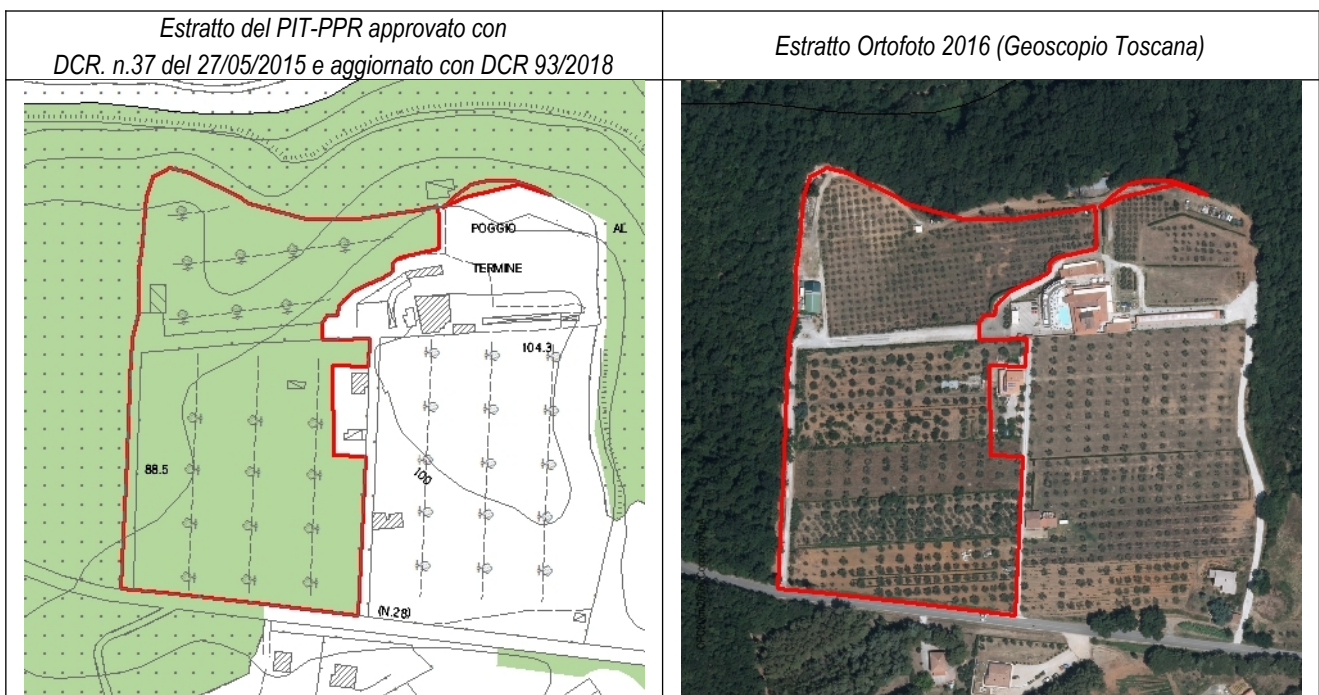 Estratto del PIT-PPR approvato con
DCR. n.37 del 27/05/2015 e aggiornato con DCR 93/2018
Estratto Ortofoto 2016 (Geoscopio Toscana)
POGGIO
AL
TERMINE
104.3
88.5
100
(N.28)